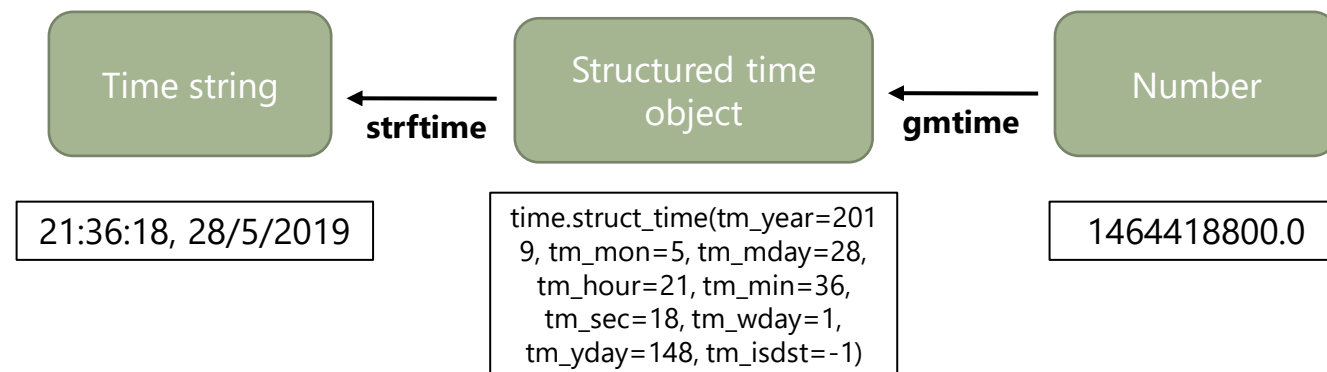 Time string
strftime
Structured time
object
gmtime
Number
21:36:18, 28/5/2019
time.struct_time(tm_year=201
9, tm_mon=5, tm_mday=28,
tm_hour=21, tm_min=36,
tm_sec=18, tm_wday=1,
tm_yday=148, tm_isdst=-1)
1464418800.0